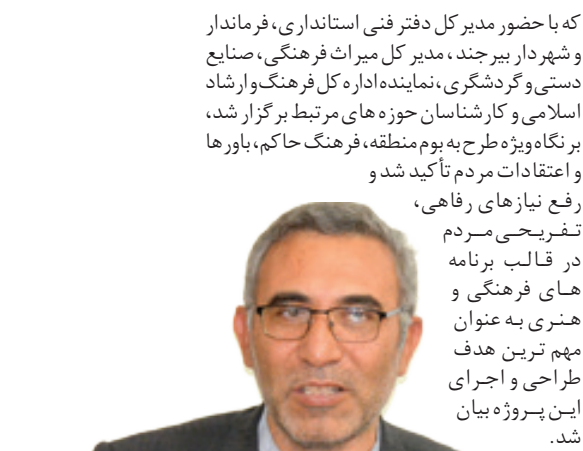 که با حضور مدیر کل دفتر فنی استانداری، فرماندار
و شهردار بیرجند ، مدیر کل میراث فرهنگی، صنایع
دستی و گردشگری، نماینده اداره کل فرهنگ و ارشاد
اسلامی و کارشناسان حوزه های مرتبط برگزار شد،
بر نگاه ویژه طرح به بوم منطقه، فرهنگ حاکم، باورها
و اعتقادات مردم تأکید شد و
رفع نیازهای رفاهی،
تفریحی مردم
در قالب برنامه
های فرهنگی و
هنری به عنوان
مهم ترین هدف
طراحی و اجرای
این پروژه بیان
شد.